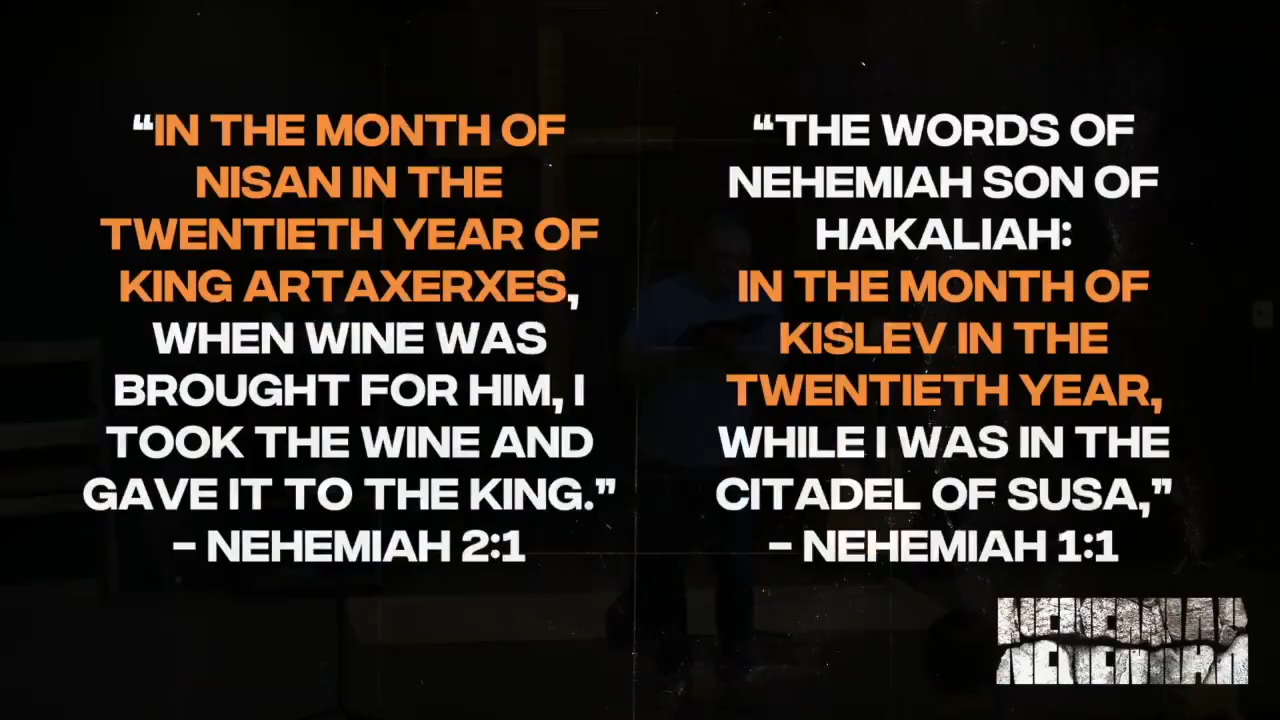 “IN THE MONTH OF
NISAN IN THE
TWENTIETH YEAR OF
KING ARTAXERXES,
WHEN WINE WAS
BROUGHT FOR HIM, I
TOOK THE WINE AND
GAVE IT TO THE KING.”
– NEHEMIAH 2:1
“THE WORDS OF
NEHEMIAH SON OF
HAKALIAH:
IN THE MONTH OF
KISLEV IN THE
TWENTIETH YEAR,
WHILE I WAS IN THE
CITADEL OF SUSA,”
– NEHEMIAH 1:1
NEHEMIAH
NEHEMIAH